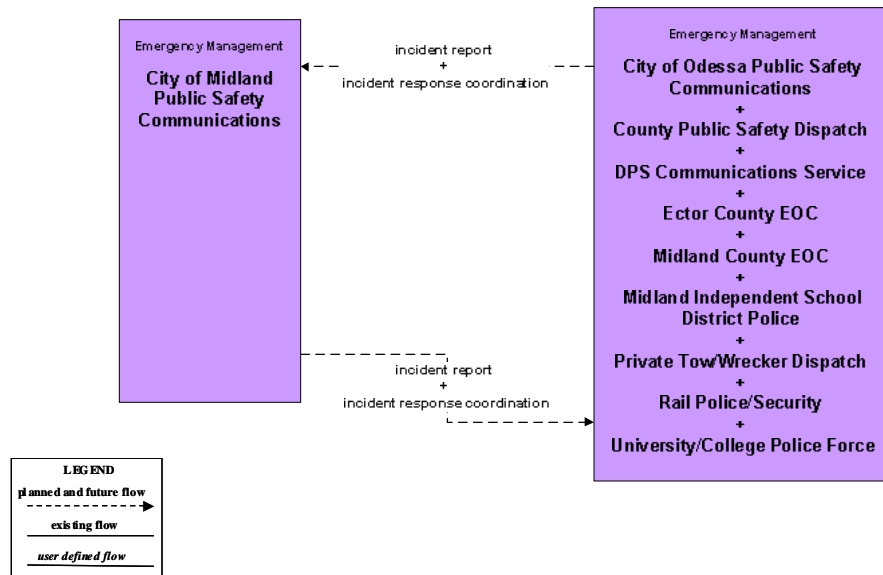 Emergency Management
City of Midland
Public Safety
Communications
incident report
+
incident response coordination
Emergency Management
City of Odessa Public Safety
Communications
+
County Public Safety Dispatch
+
DPS Communications Service
+
Ector County EOC
+
Midland County EOC
+
Midland Independent School
District Police
+
Private Tow/Wrecker Dispatch
+
Rail Police/Security
+
University/College Police Force
incident report
+
incident response coordination
LEGEND
planned and future flow
existing flow
user defined flow